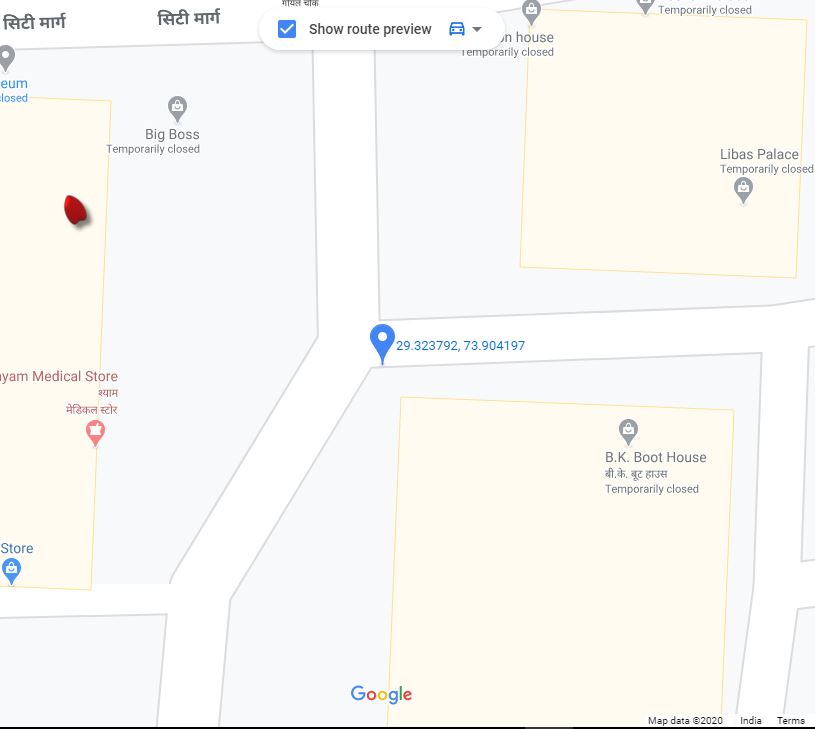 सिटी मार्ग
सिटी मार्ग
Show route preview
Temporarily closed
house
Temporarily closed
eum
closed
Big Boss
Temporarily closed
Libas Palace
Temporarily closed
29.323792, 73.904197
yam Medical Store
श्याम
मेडिकल स्टोर
B.K. Boot House
बी.के. बूट हाउस
Temporarily closed
Store
Google
Map data ©2020 India Terms